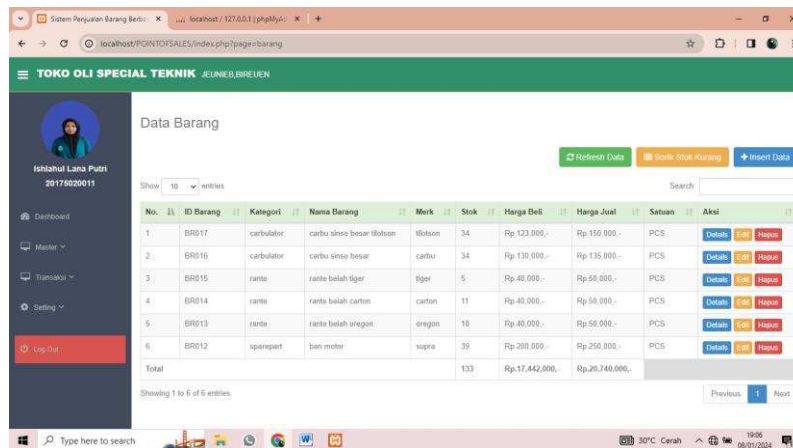 Sistem Penjualan Barang Berbas
localhost / 127.0.0.1 | phpMyAd
localhost/POINTOFSALES/index.php?page=barang
TOKO OLI SPECIAL TEKNIK JEUNIEB,BIREUEN
Ishlahul Lana Putri
20175020011
Dashboard
Master
Transaksi
Setting
Log Out
Data Barang
Refresh Data Sortir Stok Kurang + Insert Data
Show 10 entries Search
No. ID Barang Kategori Nama Barang Merk Stok Harga Beli Harga Jual Satuan Aksi
1 BR017 carbulator carbu sinso besar tilotson tilotson 34 Rp.123.000,- Rp.150.000,- PCS Details Edit Hapus
2 BR016 carbulator carbu sinso besar carbu 34 Rp.130.000,- Rp.135.000,- PCS Details Edit Hapus
3 BR015 rante rante belah tiger tiger 5 Rp.40.000,- Rp.50.000,- PCS Details Edit Hapus
4 BR014 rante rante belah carton carton 11 Rp.40.000,- Rp.50.000,- PCS Details Edit Hapus
5 BR013 rante rante belah oregon oregon 10 Rp.40.000,- Rp.50.000,- PCS Details Edit Hapus
6 BR012 sparepart ban motor supra 39 Rp.200.000,- Rp.250.000,- PCS Details Edit Hapus
Total 133 Rp.17,442,000,- Rp.20,740,000,-
Showing 1 to 6 of 6 entries Previous 1 Next
Type here to search 30°C Cerah 19:06
08/01/2024